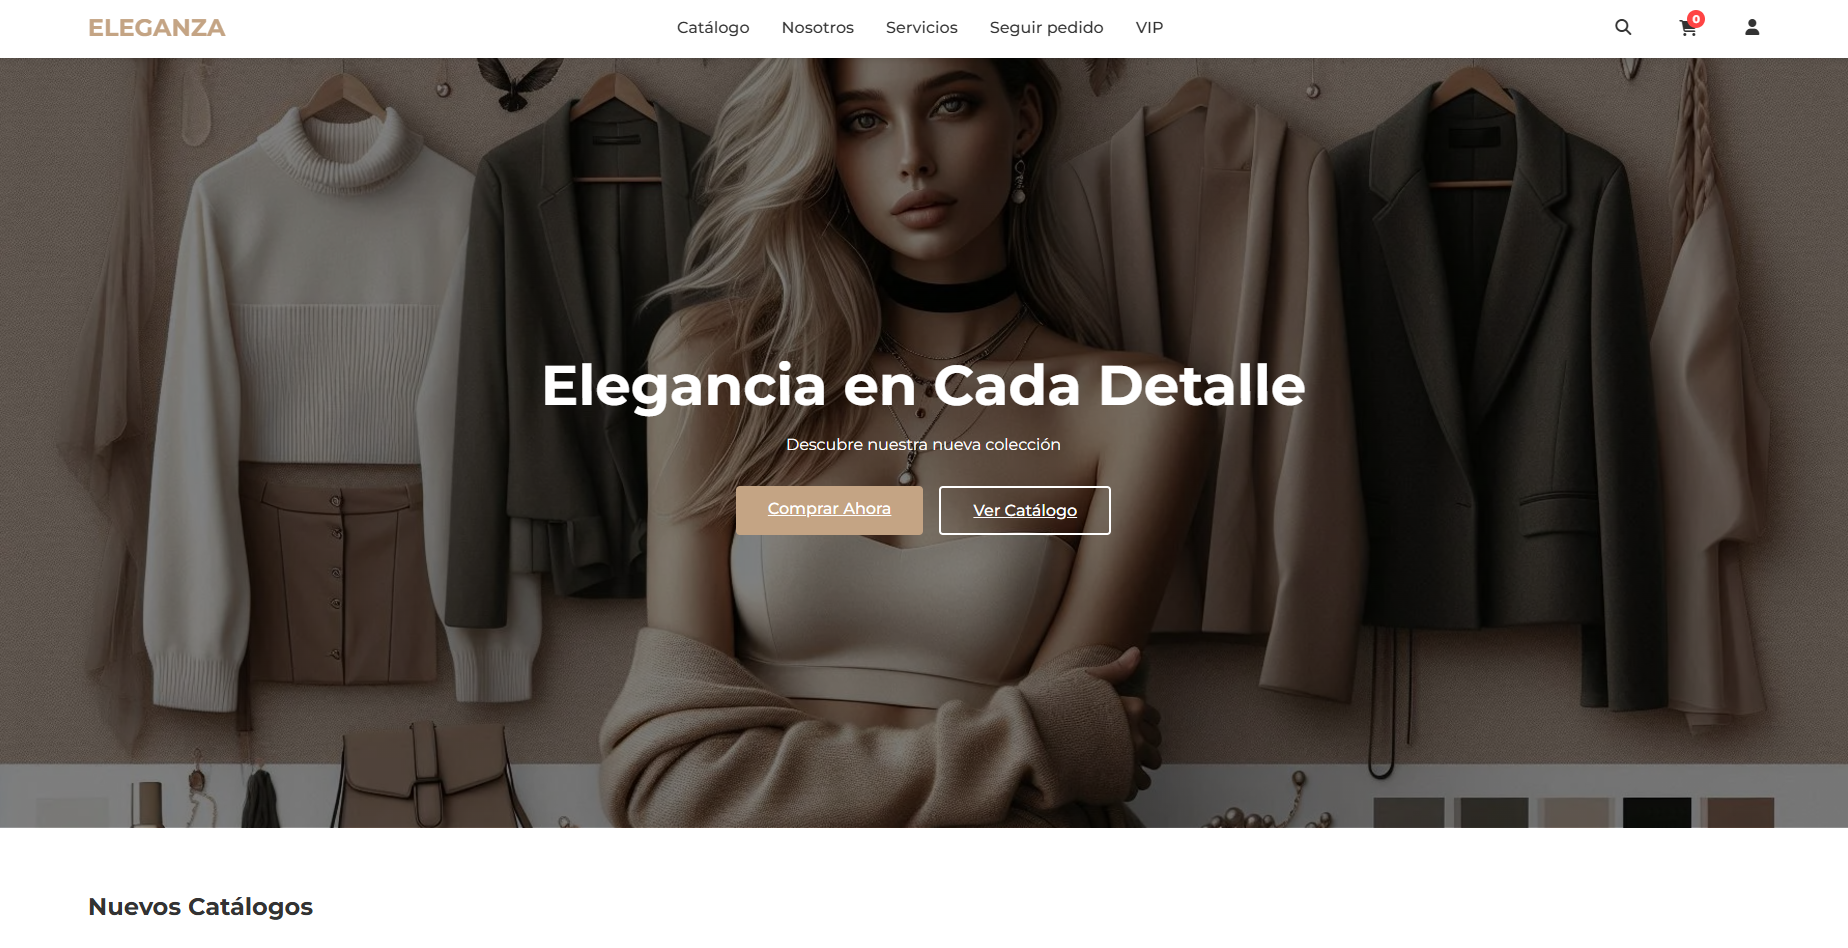 ELEGANZA
Catálogo Nosotros Servicios Seguir pedido VIP
0
Elegancia en Cada Detalle
Descubre nuestra nueva colección
Comprar Ahora Ver Catálogo
Nuevos Catálogos